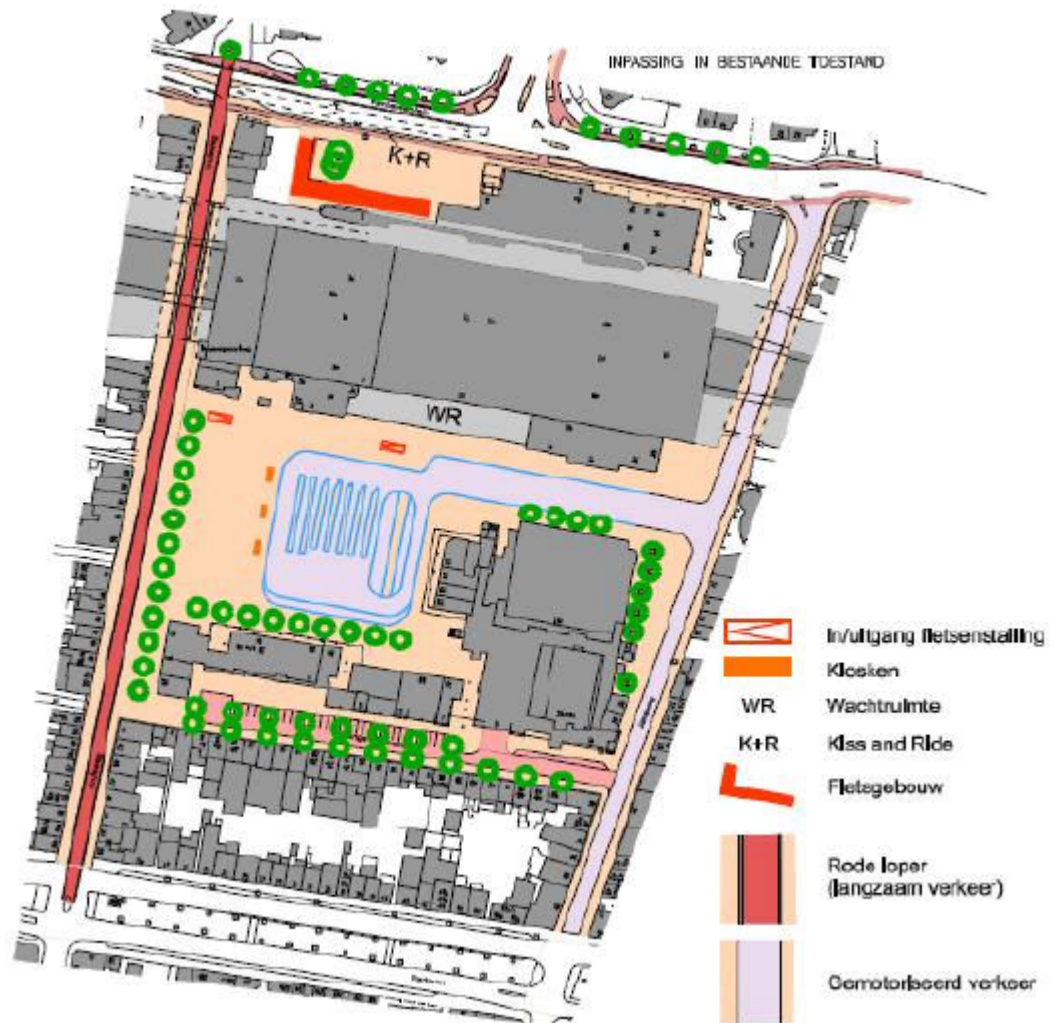 INPASSING IN BESTAANDE TOESTAND
K+R
WR
In/uitgang fietsenstalling
Kiosken
WR Wachtruimte
K+R Kiss and Ride
Fietsgebouw
Rode loper
(langzaam verkeer)
Gemotoriseerd verkeer